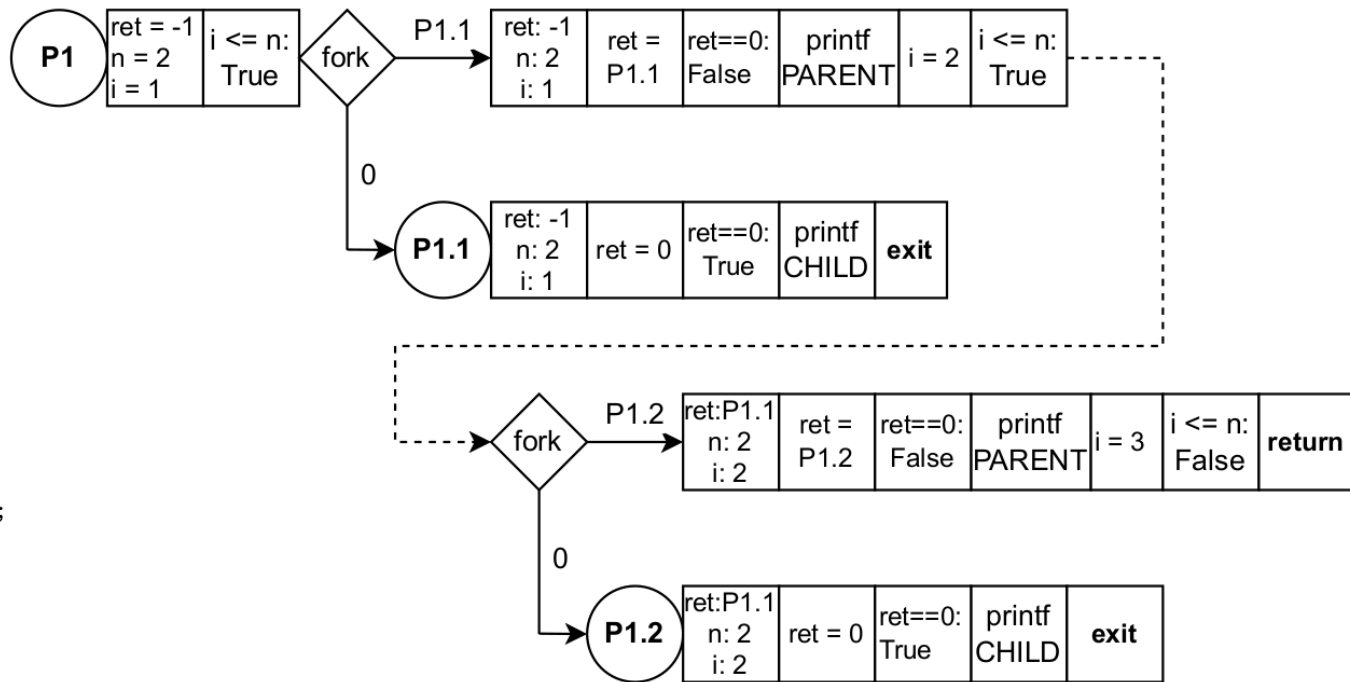 P1
ret = -1
n = 2
i = 1
i <= n:
True
fork
P1.1
ret: -1
n: 2
i: 1
ret =
P1.1
ret==0:
False
printf
PARENT
i = 2
i <= n:
True
0
P1.1
ret: -1
n: 2
i: 1
ret = 0
ret==0:
True
printf
CHILD
exit
fork
P1.2
ret:P1.1
n: 2
i: 2
ret =
P1.2
ret==0:
False
printf
PARENT
i = 3
i <= n:
False
return
;
0
P1.2
ret:P1.1
n: 2
i: 2
ret = 0
ret==0:
True
printf
CHILD
exit